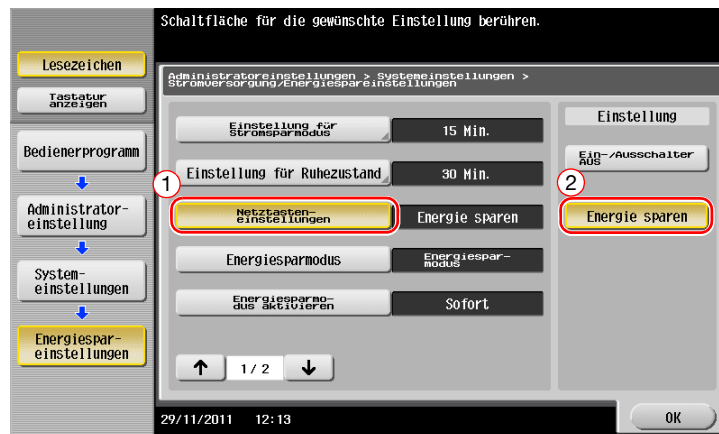 Schaltfläche für die gewünschte Einstellung berühren.
Lesezeichen
Tastatur
anzeigen
Bedienerprogramm
Administrator-
einstellung
System-
einstellungen
Energiespar-
einstellungen
Administratoreinstellungen > Systemeinstellungen >
Stromversorgung/Energiespareinstellungen
Einstellung für
Stromsparmodus
15 Min.
Einstellung für Ruhezustand
30 Min.
1
Netztasten-
einstellungen
Energie sparen
Energiesparmodus
Energiespar-
modus
Energiesparmo-
dus aktivieren
Sofort
↑ 1/ 2 ↓
Einstellung
Ein-/Ausschalter
AUS
2
Energie sparen
29/11/2011 12:13
OK